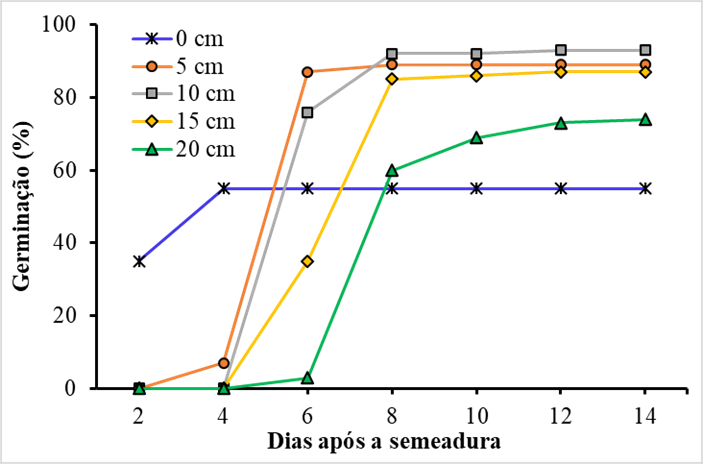 100
80
60
40
20
0
Germinação (%)
0 cm
5 cm
10 cm
15 cm
20 cm
2 4 6 8 10 12 14
Dias após a semeadura